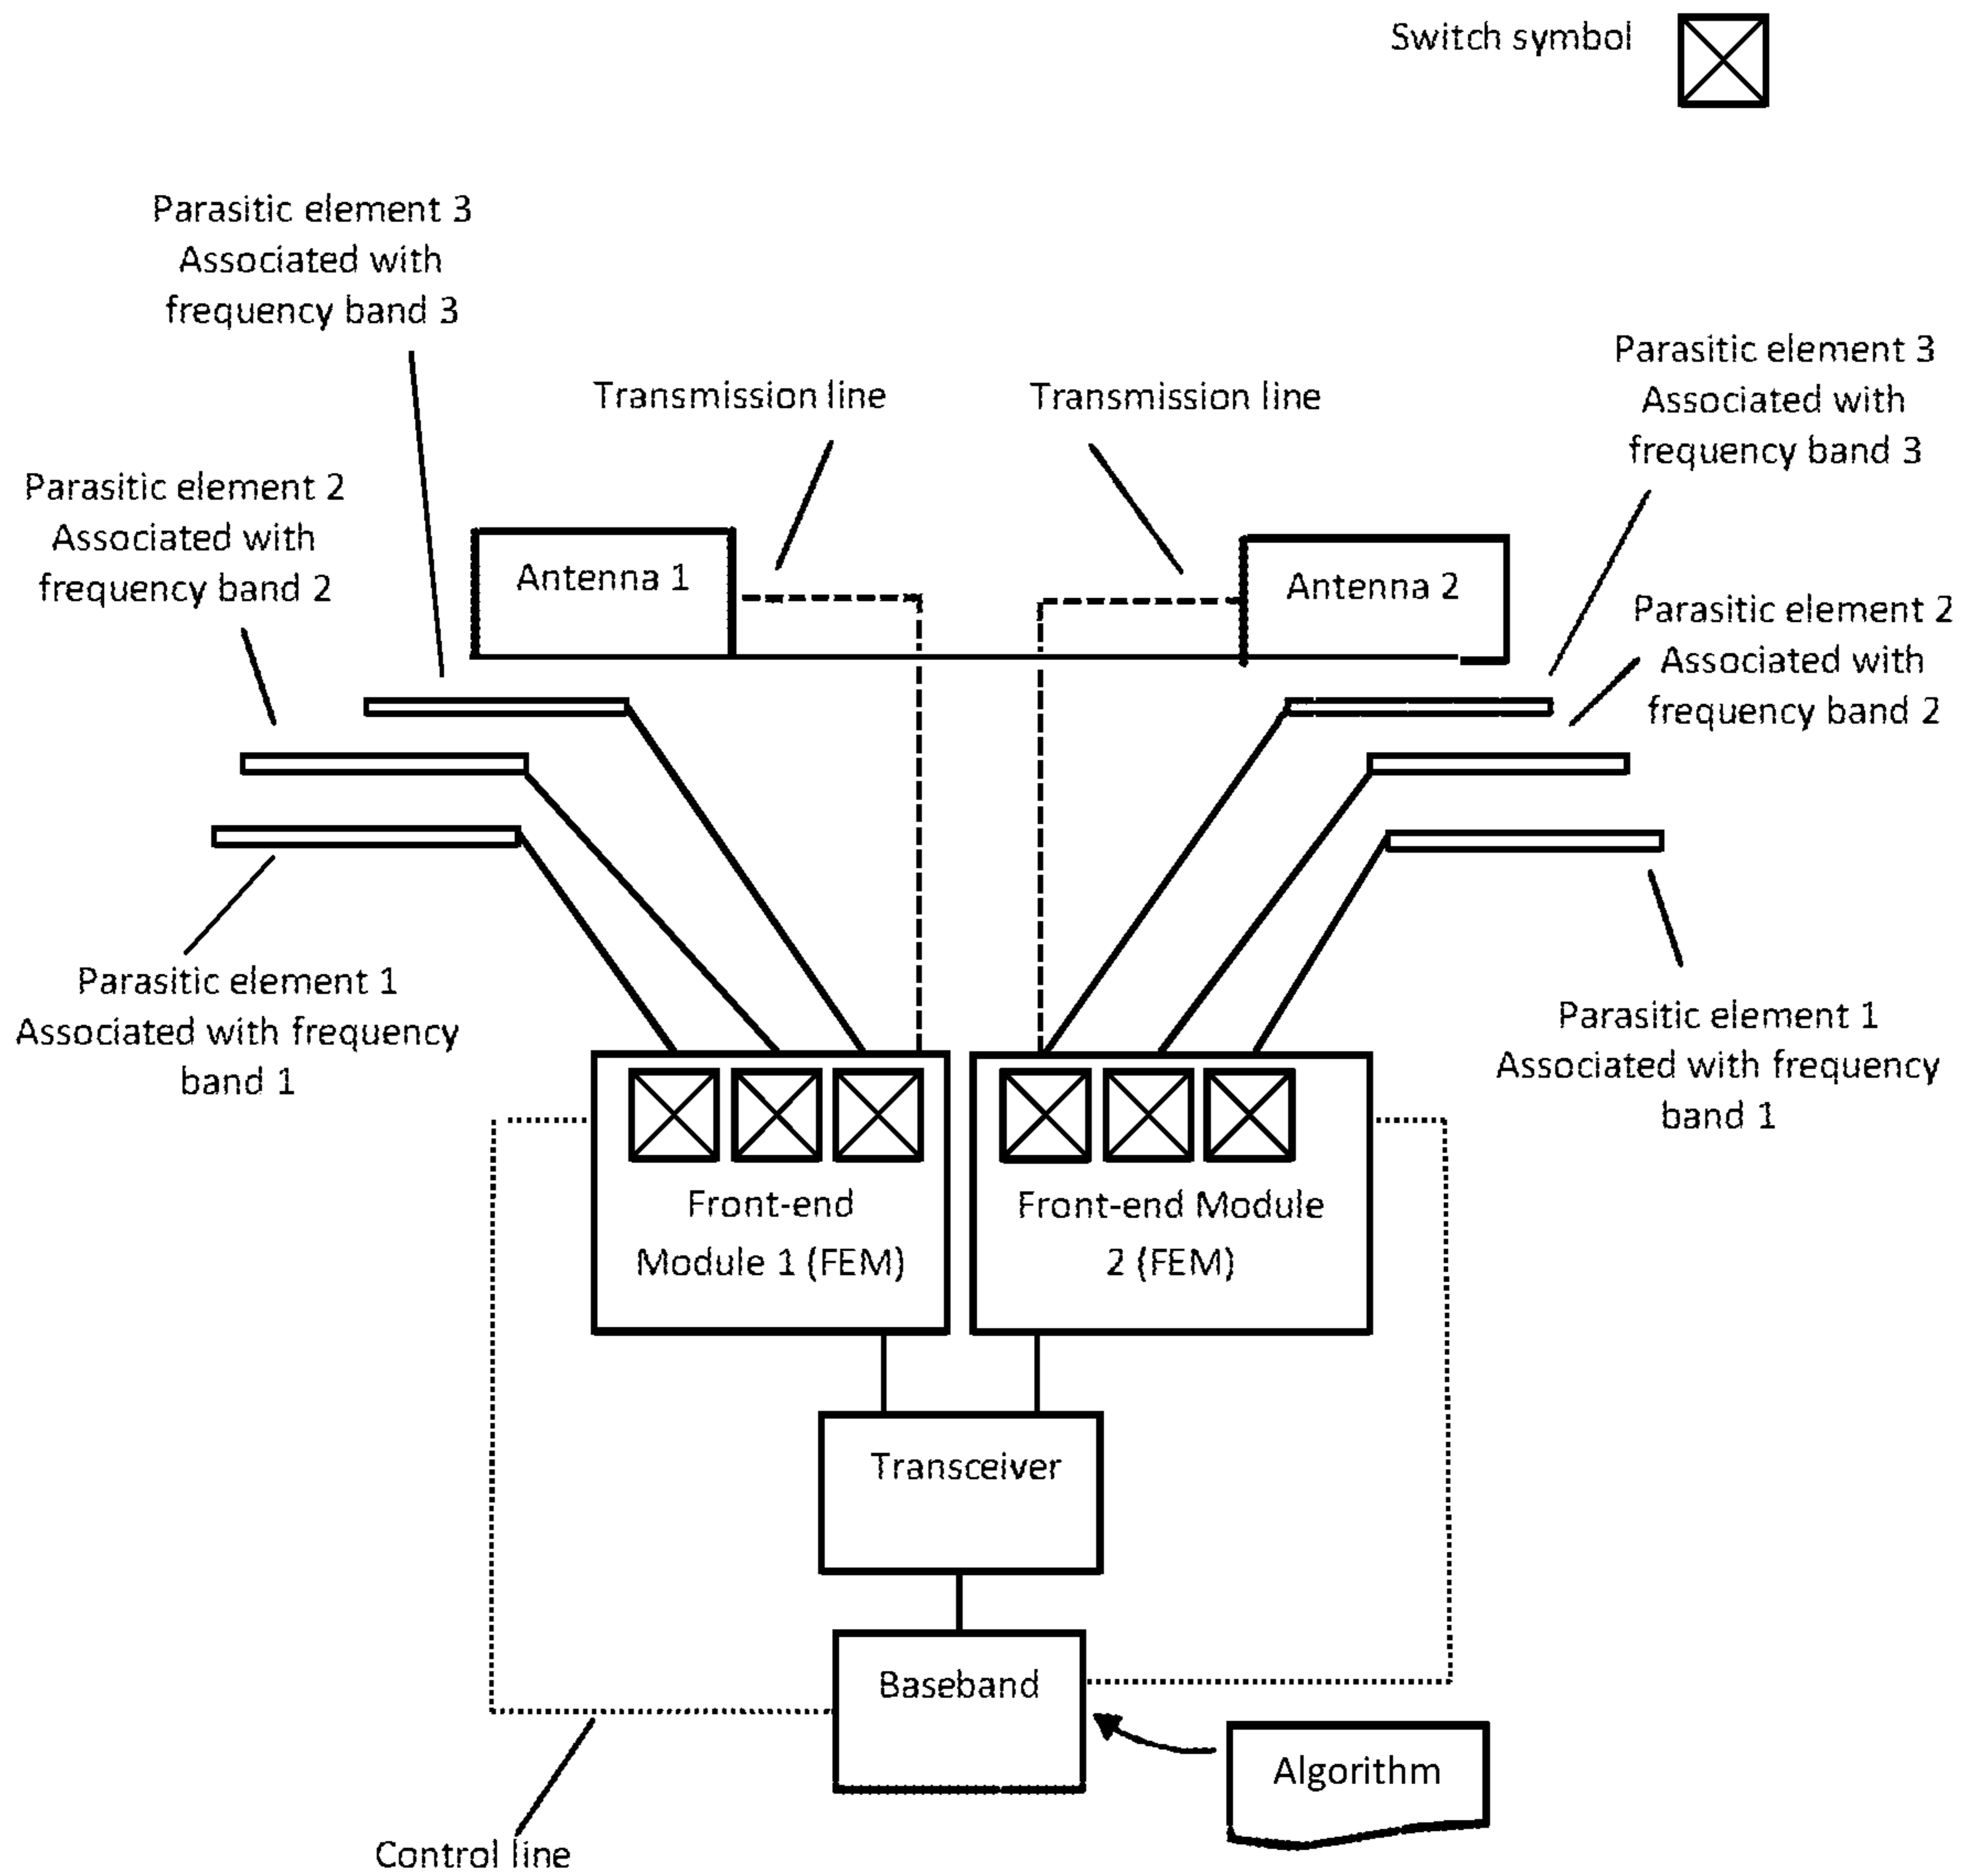 Switch symbol
Parasitic element 3
Associated with
frequency band 3
Parasitic element 3
Associated with
frequency band 3
Transmission line
Transmission line
Parasitic element 2
Associated with
frequency band 2
Antenna 1
Antenna 2
Parasitic element 2
Associated with
frequency band 2
Parasitic element 1
Associated with frequency
band 1
Parasitic element 1
Associated with frequency
band 1
Front-end
Module 1 (FEM)
Front-end Module
2 (FEM)
Transceiver
Baseband
Algorithm
Control line